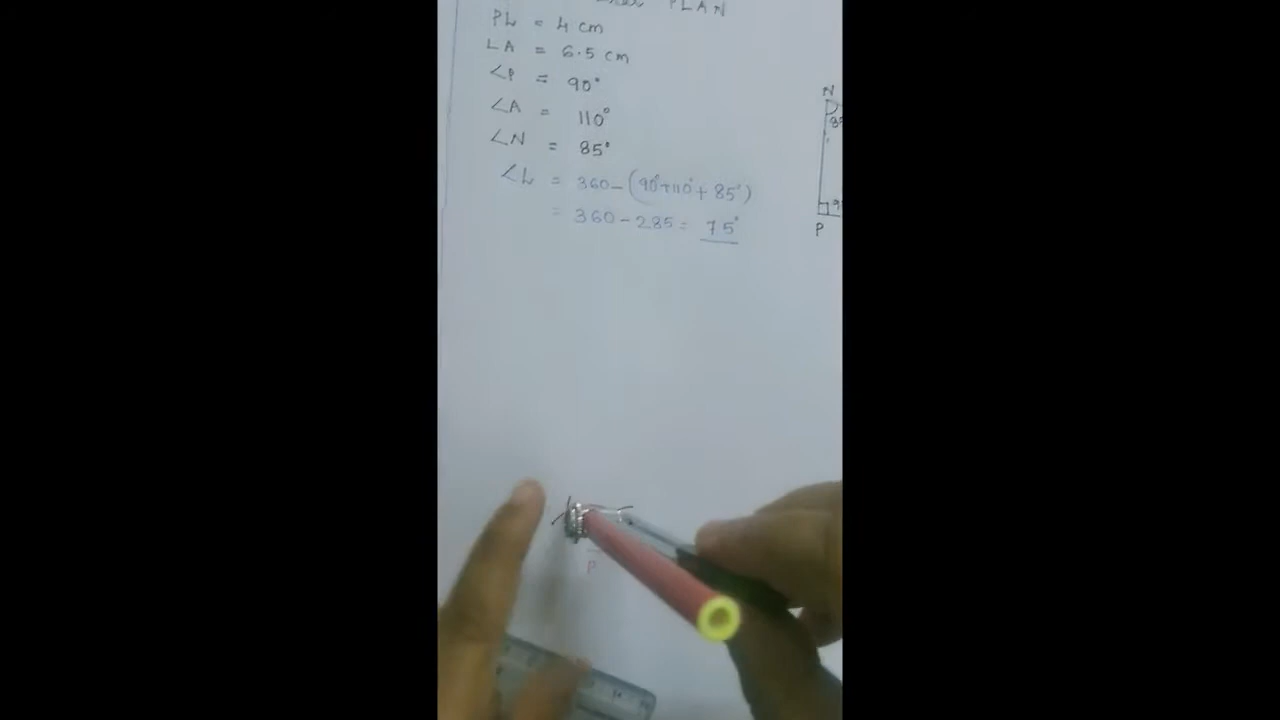 PLAN
PL = 4 cm
LA = 6.5 cm
∠P = 90°
∠A = 110°
∠N = 85°
∠L = 360-(90°+110°+85°)
= 360-285= 75°
N
P
P